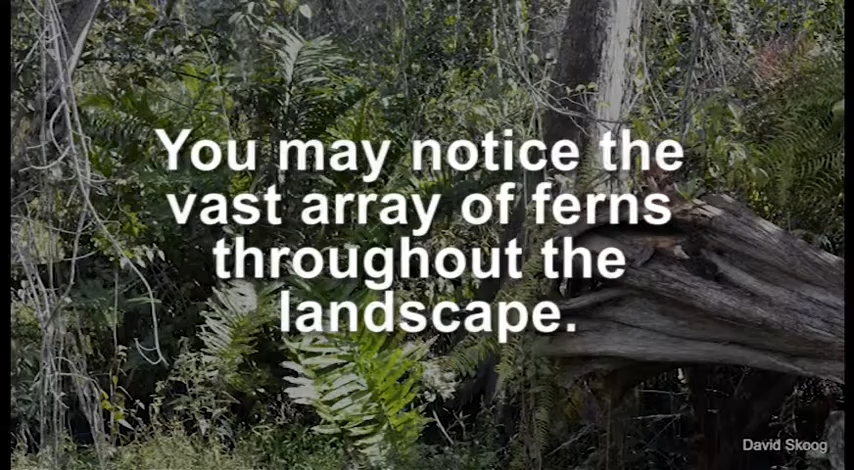 You may notice the
vast array of ferns
throughout the
landscape.
David Skoog